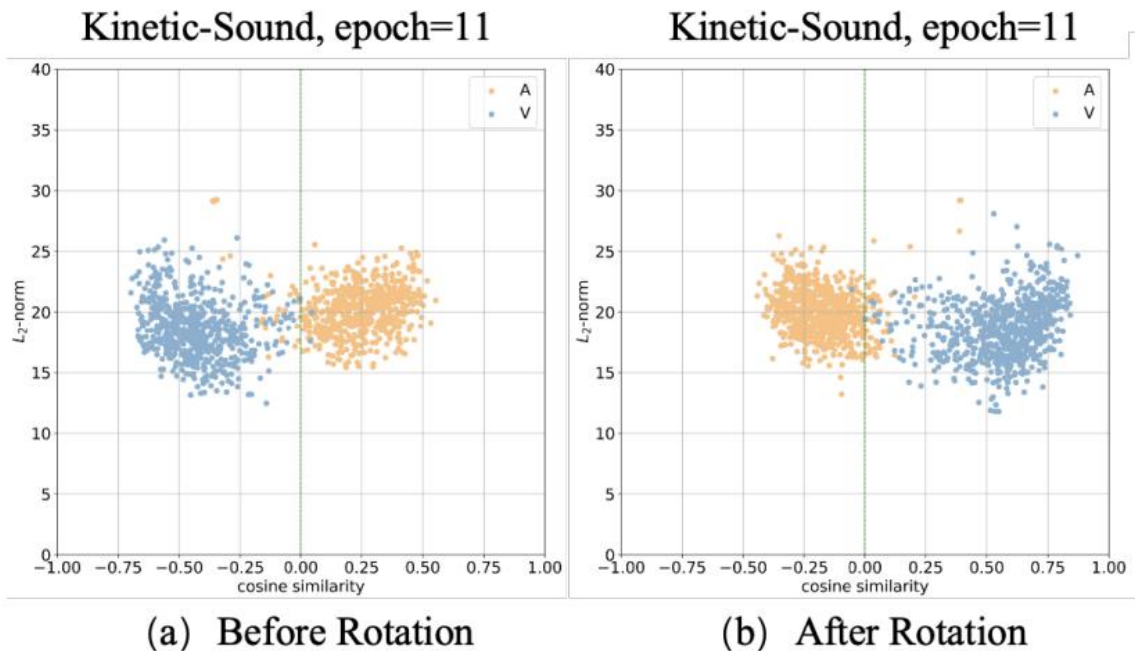 Kinetic-Sound, epoch=11
40
35
30
25
20
15
10
5
0
L₂-norm
A
V
−1.00 −0.75 −0.50 −0.25 0.00 0.25 0.50 0.75 1.00
cosine similarity
(a) Before Rotation
Kinetic-Sound, epoch=11
40
35
30
25
20
15
10
5
0
L₂-norm
A
V
−1.00 −0.75 −0.50 −0.25 0.00 0.25 0.50 0.75 1.00
cosine similarity
(b) After Rotation